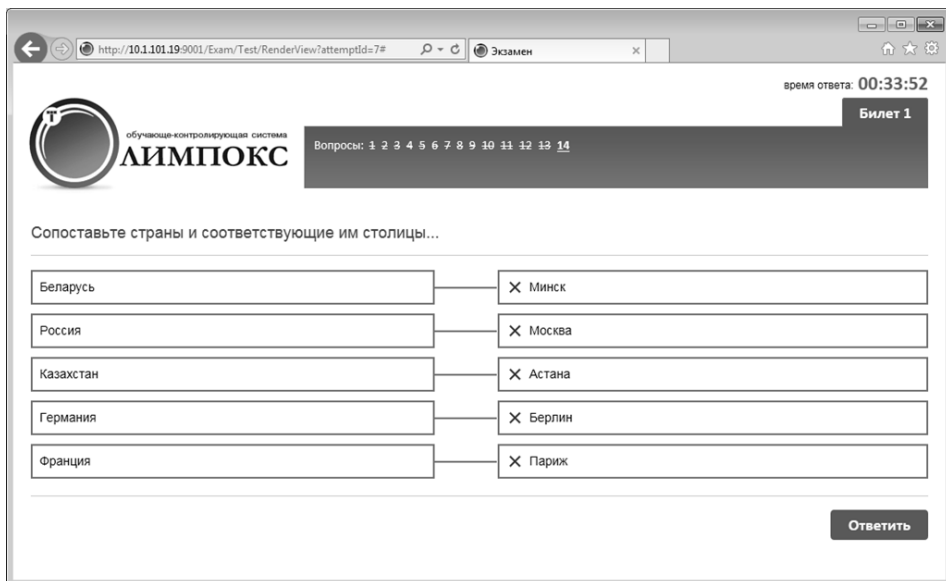 http://10.1.101.19:9001/Exam/Test/RenderView?attemptId=7#
Экзамен
время ответа: 00:33:52
Билет 1
T
обучающе-контролирующая система
ОЛИМПОКС
Вопросы: 1 2 3 4 5 6 7 8 9 10 11 12 13 14
Сопоставьте страны и соответствующие им столицы...
Беларусь Минск
Россия Москва
Казахстан Астана
Германия Берлин
Франция Париж
Ответить